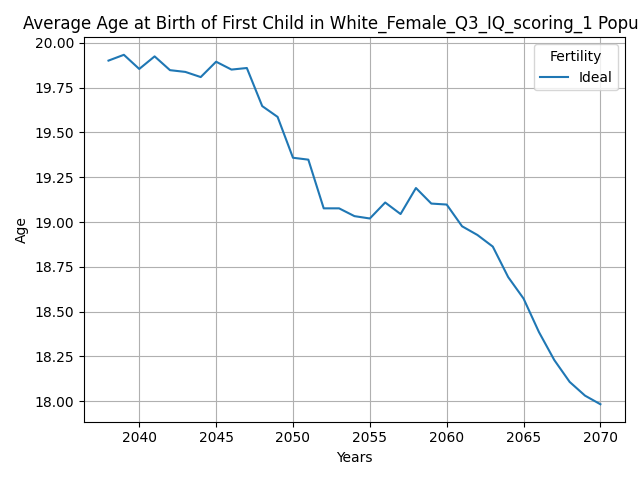 Average Age at Birth of First Child in White_Female_Q3_IQ_scoring_1 Popu
Fertility
Ideal
20.00
19.75
19.50
19.25
19.00
18.75
18.50
18.25
18.00
Age
2040 2045 2050 2055 2060 2065 2070
Years